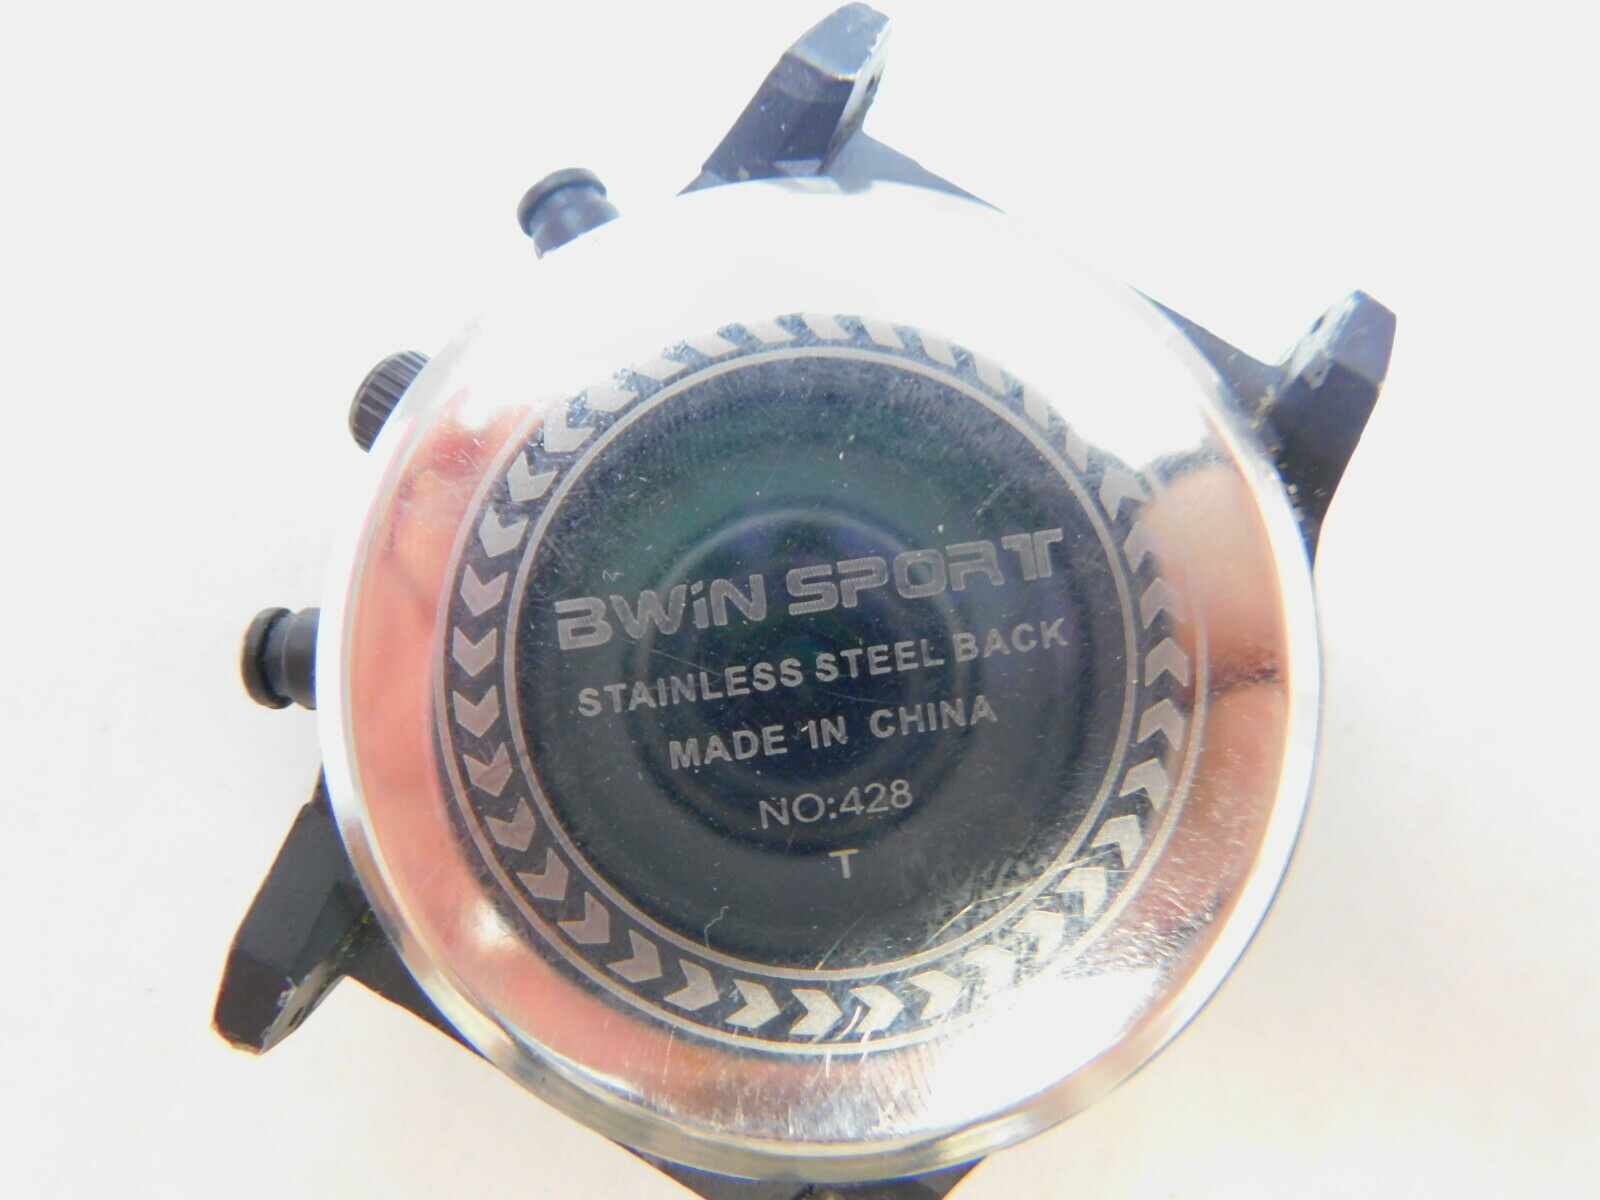 BWiN SPORT
STAINLESS STEEL BACK
MADE IN CHINA
NO:428
T